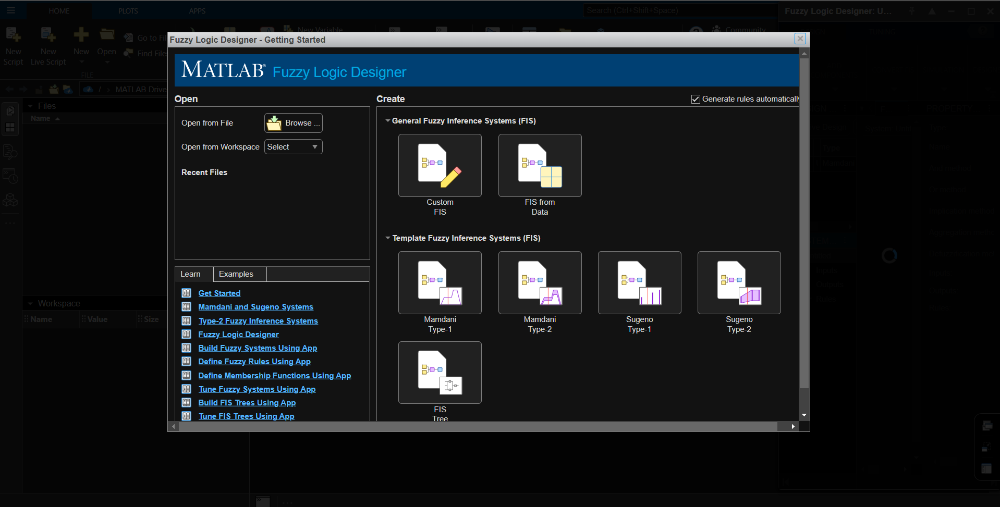 HOME PLOTS APPS
Search (Ctrl+Shift+Space)
Fuzzy Logic Designer: U...
New Script
New Live Script
New
Open
Go to Fil
Find Files
New Variable
Community
FILE
/ › MATLAB Drive
Files
Name
Workspace
Name Value Size
Fuzzy Logic Designer - Getting Started
MATLAB® Fuzzy Logic Designer
Open
Open from File Browse ...
Open from Workspace Select
Recent Files
Learn Examples
Get Started
Mamdani and Sugeno Systems
Type-2 Fuzzy Inference Systems
Fuzzy Logic Designer
Build Fuzzy Systems Using App
Define Fuzzy Rules Using App
Define Membership Functions Using App
Tune Fuzzy Systems Using App
Build FIS Trees Using App
Tune FIS Trees Using App
Create
Generate rules automatically
General Fuzzy Inference Systems (FIS)
Custom
FIS
FIS from
Data
Template Fuzzy Inference Systems (FIS)
Mamdani
Type-1
Mamdani
Type-2
Sugeno
Type-1
Sugeno
Type-2
FIS
Tree